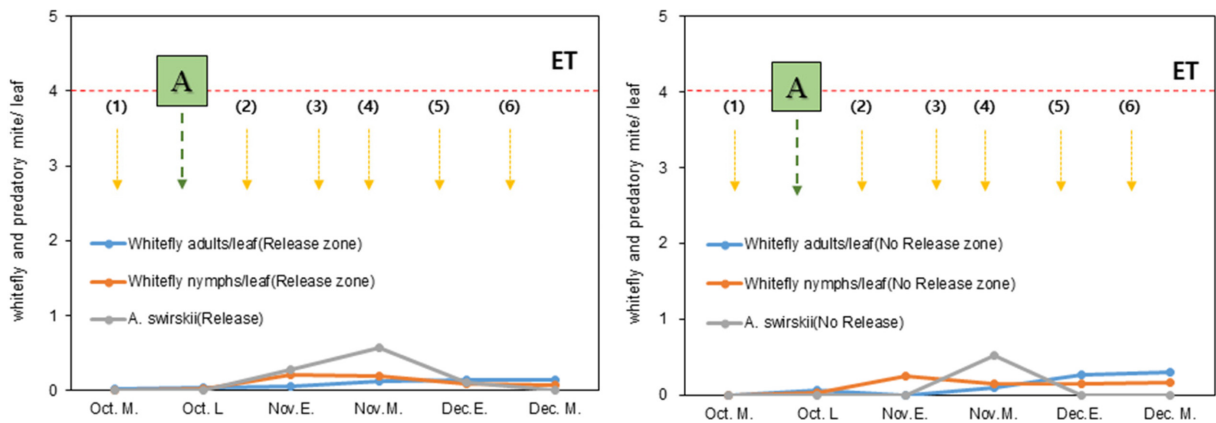 whitefly and predatory mite/ leaf
5
4
3
2
1
0
A
ET
(1) (2) (3) (4) (5) (6)
Whitefly adults/leaf(Release zone)
Whitefly nymphs/leaf(Release zone)
A. swirskii(Release)
Oct. M. Oct. L Nov.E. Nov.M. Dec.E. Dec. M.
whitefly and predatory mite/ leaf
5
4
3
2
1
0
A
ET
(1) (2) (3) (4) (5) (6)
Whitefly adults/leaf(No Release zone)
Whitefly nymphs/leaf(No Release zone)
A. swirskii(No Release)
Oct. M. Oct. L Nov.E. Nov.M. Dec.E. Dec. M.